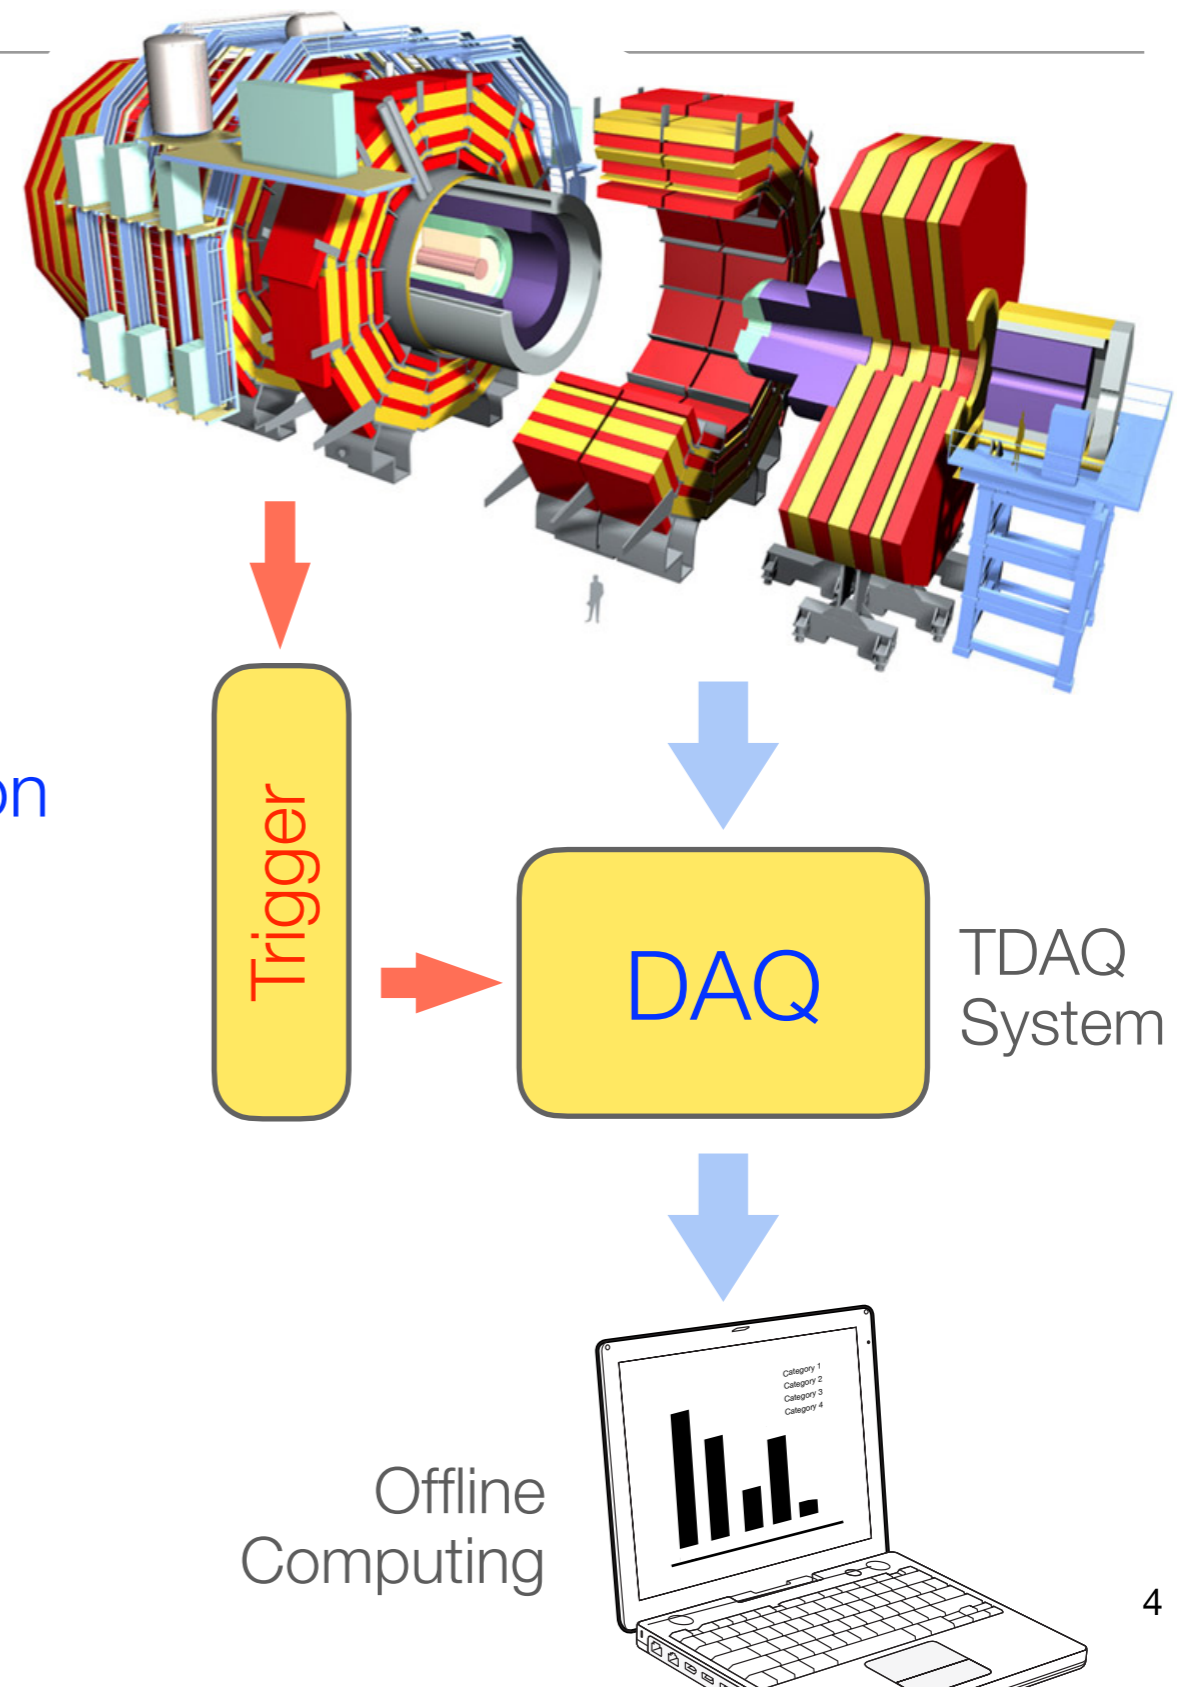 on
Trigger
DAQ
TDAQ
System
Category 1
Category 2
Category 3
Category 4
Offline
Computing
4